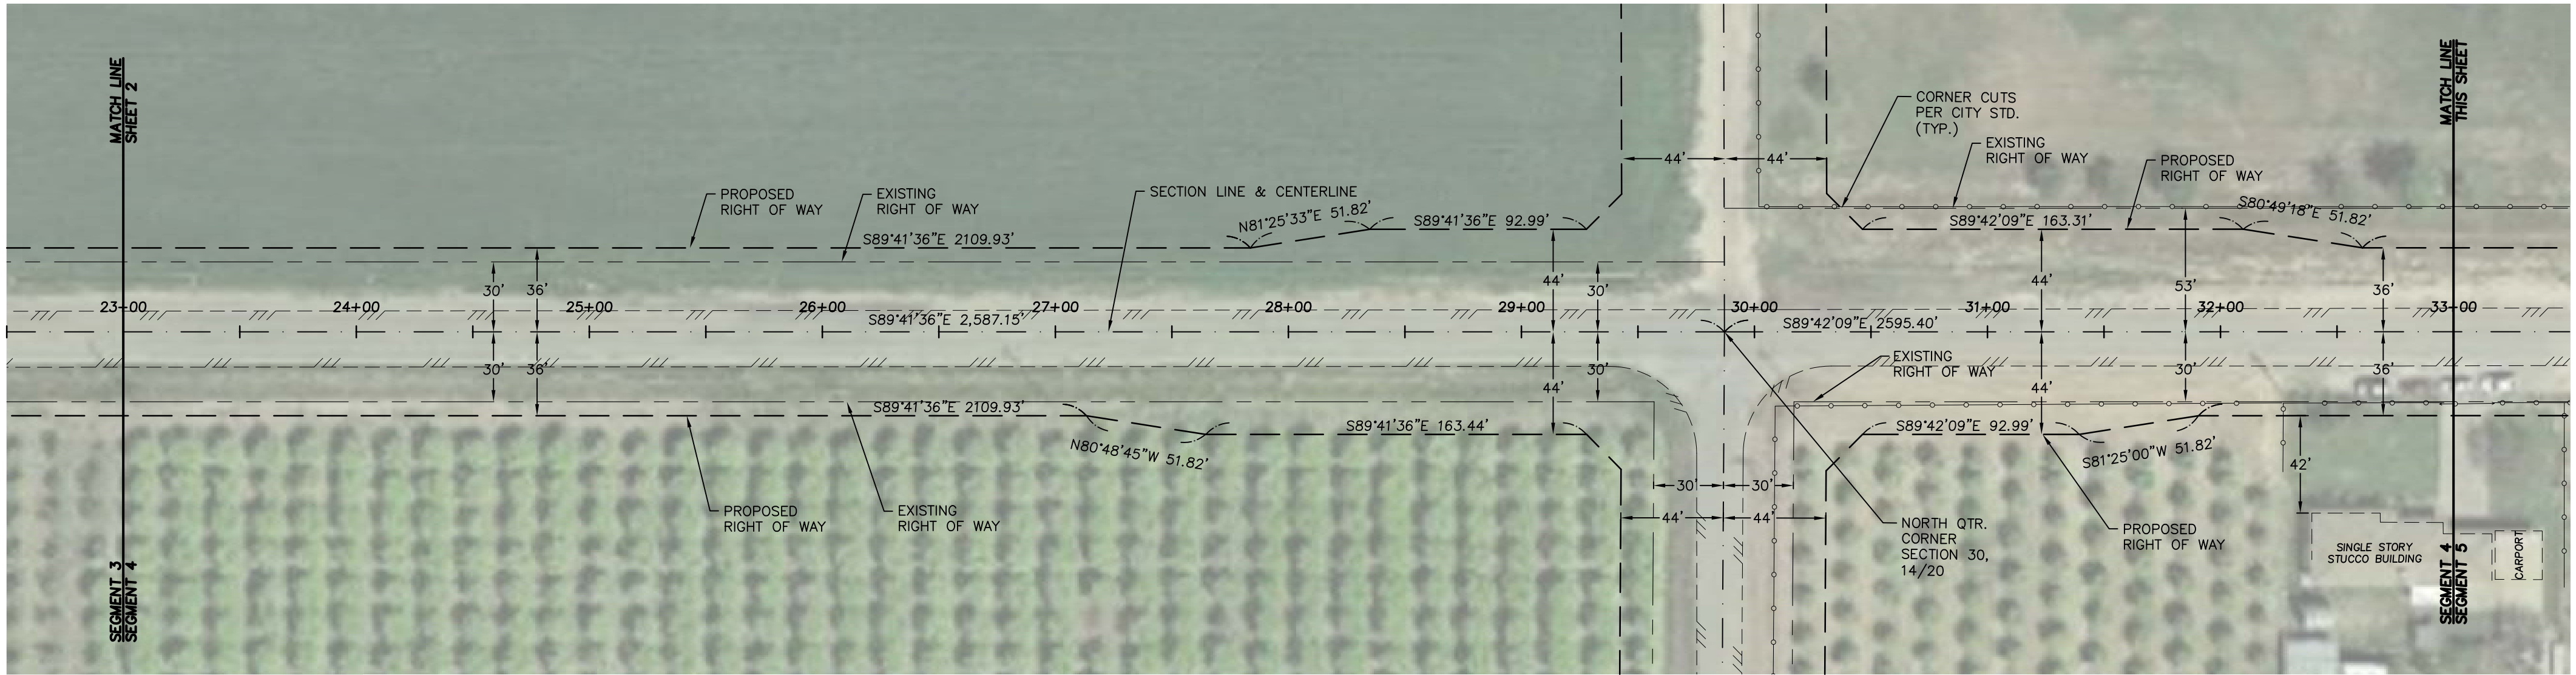 MATCH LINE
SHEET 2
MATCH LINE
THIS SHEET
CORNER CUTS
PER CITY STD.
(TYP.)
EXISTING
RIGHT OF WAY
PROPOSED
RIGHT OF WAY
44'
44'
PROPOSED
RIGHT OF WAY
EXISTING
RIGHT OF WAY
SECTION LINE & CENTERLINE
N81°25'33"E 51.82'
S89°41'36"E 92.99'
S89°42'09"E 163.31'
S80°49'18"E 51.82'
S89°41'36"E 2109.93'
30'
36'
44'
30'
44'
53'
36'
23+00
24+00
25+00
26+00
27+00
28+00
29+00
30+00
31+00
32+00
33+00
S89°41'36"E 2,587.15'
S89°42'09"E 2595.40'
EXISTING
RIGHT OF WAY
30'
36'
44'
30'
44'
30'
36'
S89°41'36"E 2109.93'
N80°48'45"W 51.82'
S89°41'36"E 163.44'
S89°42'09"E 92.99'
S81°25'00"W 51.82'
42'
30'
30'
44'
44'
PROPOSED
RIGHT OF WAY
EXISTING
RIGHT OF WAY
NORTH QTR.
CORNER
SECTION 30,
14/20
PROPOSED
RIGHT OF WAY
SINGLE STORY
STUCCO BUILDING
CARPORT
SEGMENT 3
SEGMENT 4
SEGMENT 4
SEGMENT 5